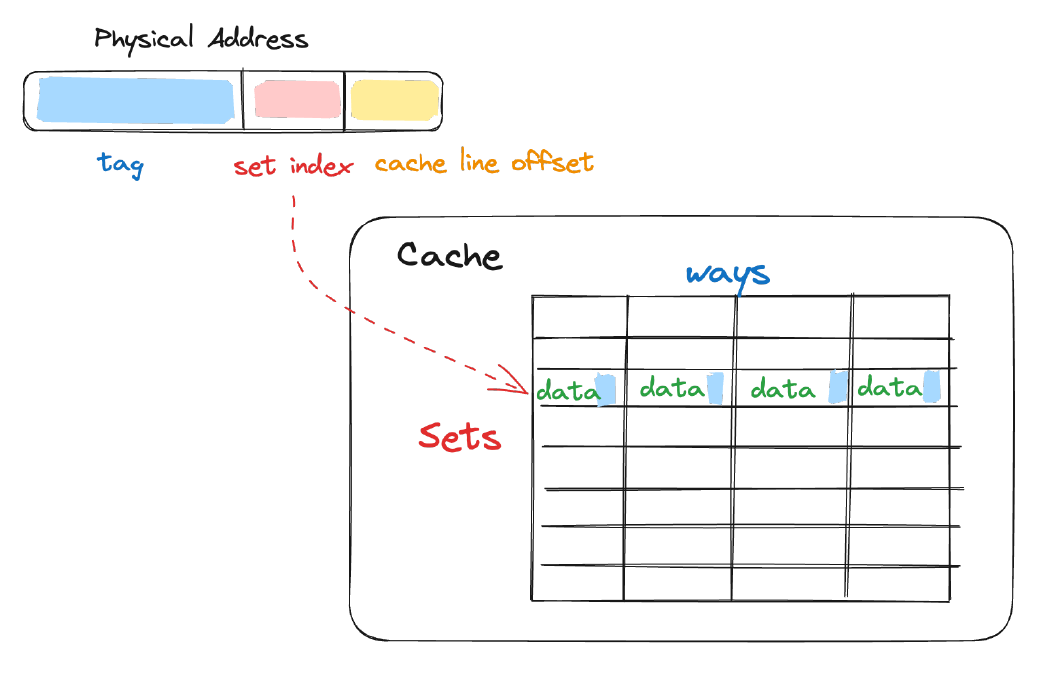 Physical Address
tag set index cache line offset
Cache
ways
data data data data
Sets